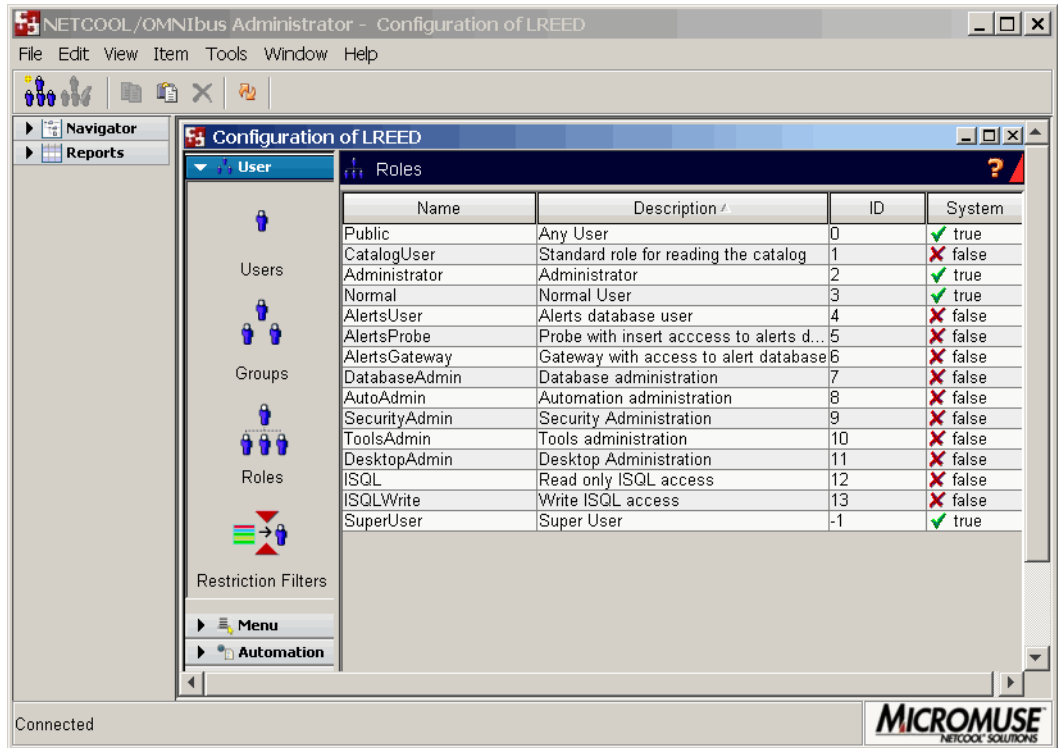 NETCOOL/OMNIbus Administrator - Configuration of LREED
File Edit View Item Tools Window Help
Navigator
Reports
Configuration of LREED
User
Users
Groups
Roles
Restriction Filters
Menu
Automation
Roles ?
Name Description ID System
Public Any User 0 true
CatalogUser Standard role for reading the catalog 1 false
Administrator Administrator 2 true
Normal Normal User 3 true
AlertsUser Alerts database user 4 false
AlertsProbe Probe with insert acccess to alerts d... 5 false
AlertsGateway Gateway with access to alert database 6 false
DatabaseAdmin Database administration 7 false
AutoAdmin Automation administration 8 false
SecurityAdmin Security Administration 9 false
ToolsAdmin Tools administration 10 false
DesktopAdmin Desktop Administration 11 false
ISQL Read only ISQL access 12 false
ISQLWrite Write ISQL access 13 false
SuperUser Super User -1 true
Connected
MICROMUSE
NETCOOL SOLUTIONS